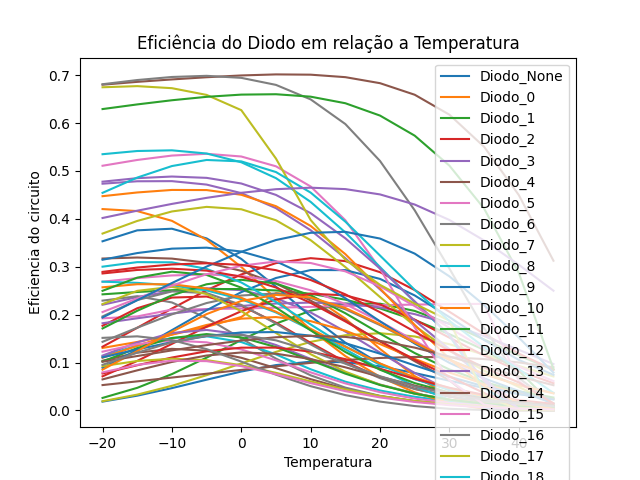 Eficiência do Diodo em relação a Temperatura
Eficiencia do circuito
0.7
0.6
0.5
0.4
0.3
0.2
0.1
0.0
−20
−10
0
10
20
30
40
Temperatura
Diodo_None
Diodo_0
Diodo_1
Diodo_2
Diodo_3
Diodo_4
Diodo_5
Diodo_6
Diodo_7
Diodo_8
Diodo_9
Diodo_10
Diodo_11
Diodo_12
Diodo_13
Diodo_14
Diodo_15
Diodo_16
Diodo_17
Diodo_18